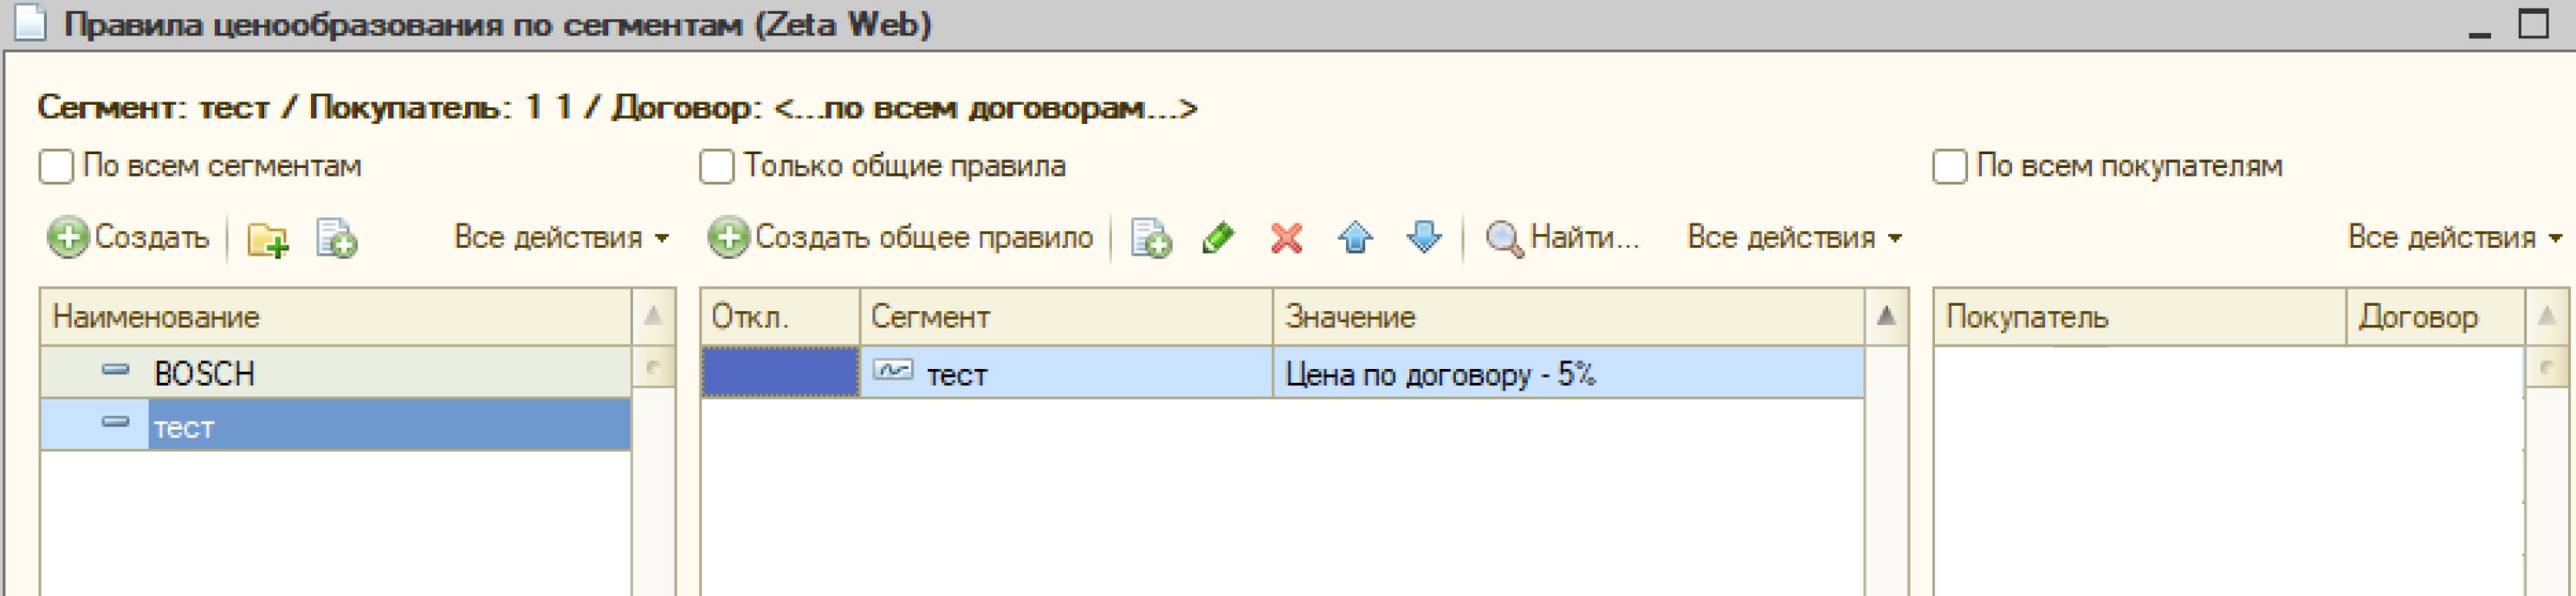 Правила ценообразования по сегментам (Zeta Web)
Сегмент: тест / Покупатель: 1 1 / Договор: <...по всем договорам...>
По всем сегментам
Только общие правила
По всем покупателям
Создать
Все действия
Создать общее правило
Найти...
Все действия
Все действия
Наименование
Откл.
Сегмент
Значение
Покупатель
Договор
BOSCH
тест
Цена по договору - 5%
тест